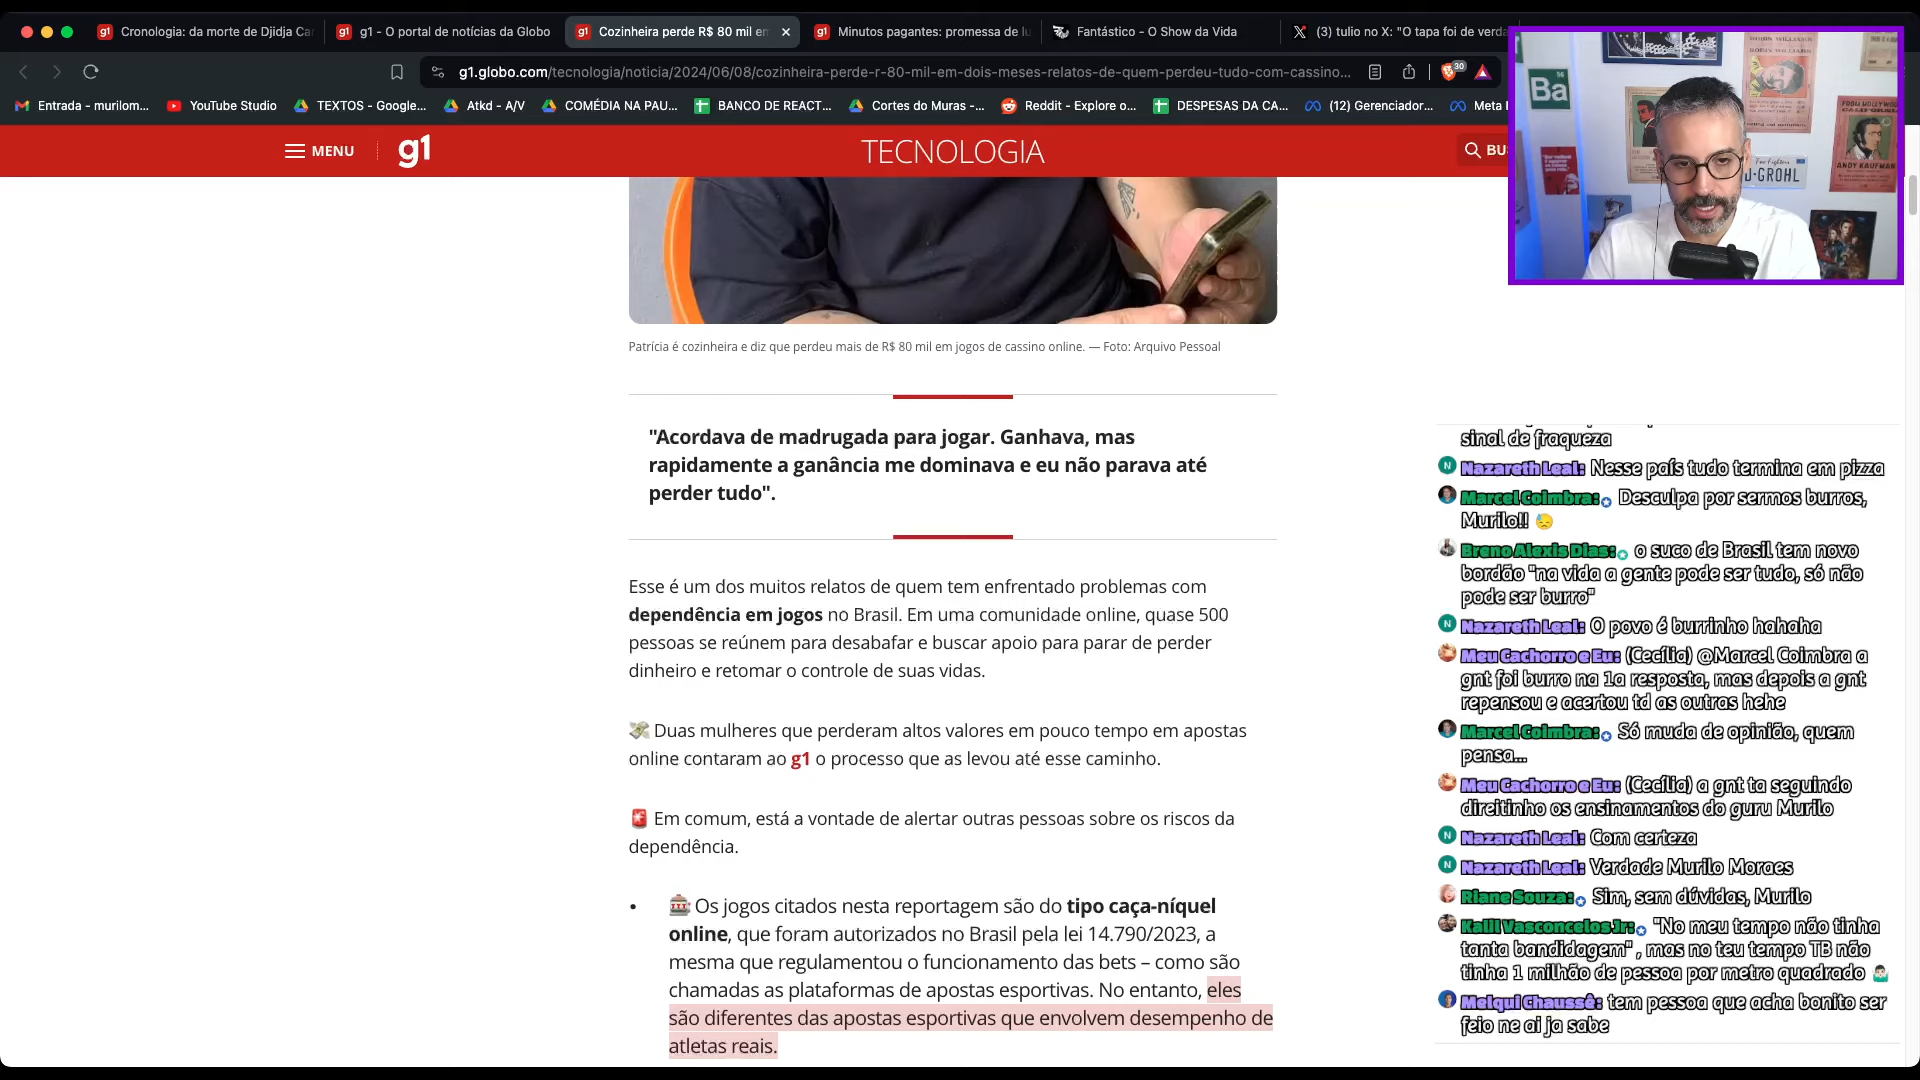 Cronologia: da morte de Djidja Car
g1 - O portal de notícias da Globo
Cozinheira perde R$ 80 mil em
Minutos pagantes: promessa de lu
Fantástico - O Show da Vida
(3) tulio no X: "O tapa foi de verda
g1.globo.com/tecnologia/noticia/2024/06/08/cozinheira-perde-r-80-mil-em-dois-meses-relatos-de-quem-perdeu-tudo-com-cassino...
30
Entrada - murilom...
YouTube Studio
TEXTOS - Google...
Atkd - A/V
COMÉDIA NA PAU...
BANCO DE REACT...
Cortes do Muras -...
Reddit - Explore o...
DESPESAS DA CA...
(12) Gerenciador...
Meta
MENU
g1
TECNOLOGIA
BU
Ba
56
Foo Fighters
J-GROHL
FROM HOLLYWOOD
CALIFORNIA
ANDY KAUFMAN
Patrícia é cozinheira e diz que perdeu mais de R$ 80 mil em jogos de cassino online. — Foto: Arquivo Pessoal
"Acordava de madrugada para jogar. Ganhava, mas
rapidamente a ganância me dominava e eu não parava até
perder tudo".
Esse é um dos muitos relatos de quem tem enfrentado problemas com
dependência em jogos no Brasil. Em uma comunidade online, quase 500
pessoas se reúnem para desabafar e buscar apoio para parar de perder
dinheiro e retomar o controle de suas vidas.
💸 Duas mulheres que perderam altos valores em pouco tempo em apostas
online contaram ao g1 o processo que as levou até esse caminho.
🚨 Em comum, está a vontade de alertar outras pessoas sobre os riscos da
dependência.
• 🎰 Os jogos citados nesta reportagem são do tipo caça-níquel
online, que foram autorizados no Brasil pela lei 14.790/2023, a
mesma que regulamentou o funcionamento das bets – como são
chamadas as plataformas de apostas esportivas. No entanto, eles
são diferentes das apostas esportivas que envolvem desempenho de
atletas reais.
sinal de fraqueza
N Nazareth Leal: Nesse país tudo termina em pizza
Marcel Coimbra: Desculpa por sermos burros,
Murilo!! 😓
Breno Alexis Dias: o suco de Brasil tem novo
bordão "na vida a gente pode ser tudo, só não
pode ser burro"
N Nazareth Leal: O povo é burrinho hahaha
Meu Cachorro e Eu: (Cecília) @Marcel Coimbra a
gnt foi burro na 1a resposta, mas depois a gnt
repensou e acertou td as outras hehe
Marcel Coimbra: Só muda de opinião, quem
pensa...
Meu Cachorro e Eu: (Cecília) a gnt ta seguindo
direitinho os ensinamentos do guru Murilo
N Nazareth Leal: Com certeza
N Nazareth Leal: Verdade Murilo Moraes
Riane Souza: Sim, sem dúvidas, Murilo
Kalil Vasconcelos Jr: "No meu tempo não tinha
tanta bandidagem" , mas no teu tempo TB não
tinha 1 milhão de pessoa por metro quadrado 🤷🏻‍♂️
Melqui Chaussê: tem pessoa que acha bonito ser
feio ne ai ja sabe